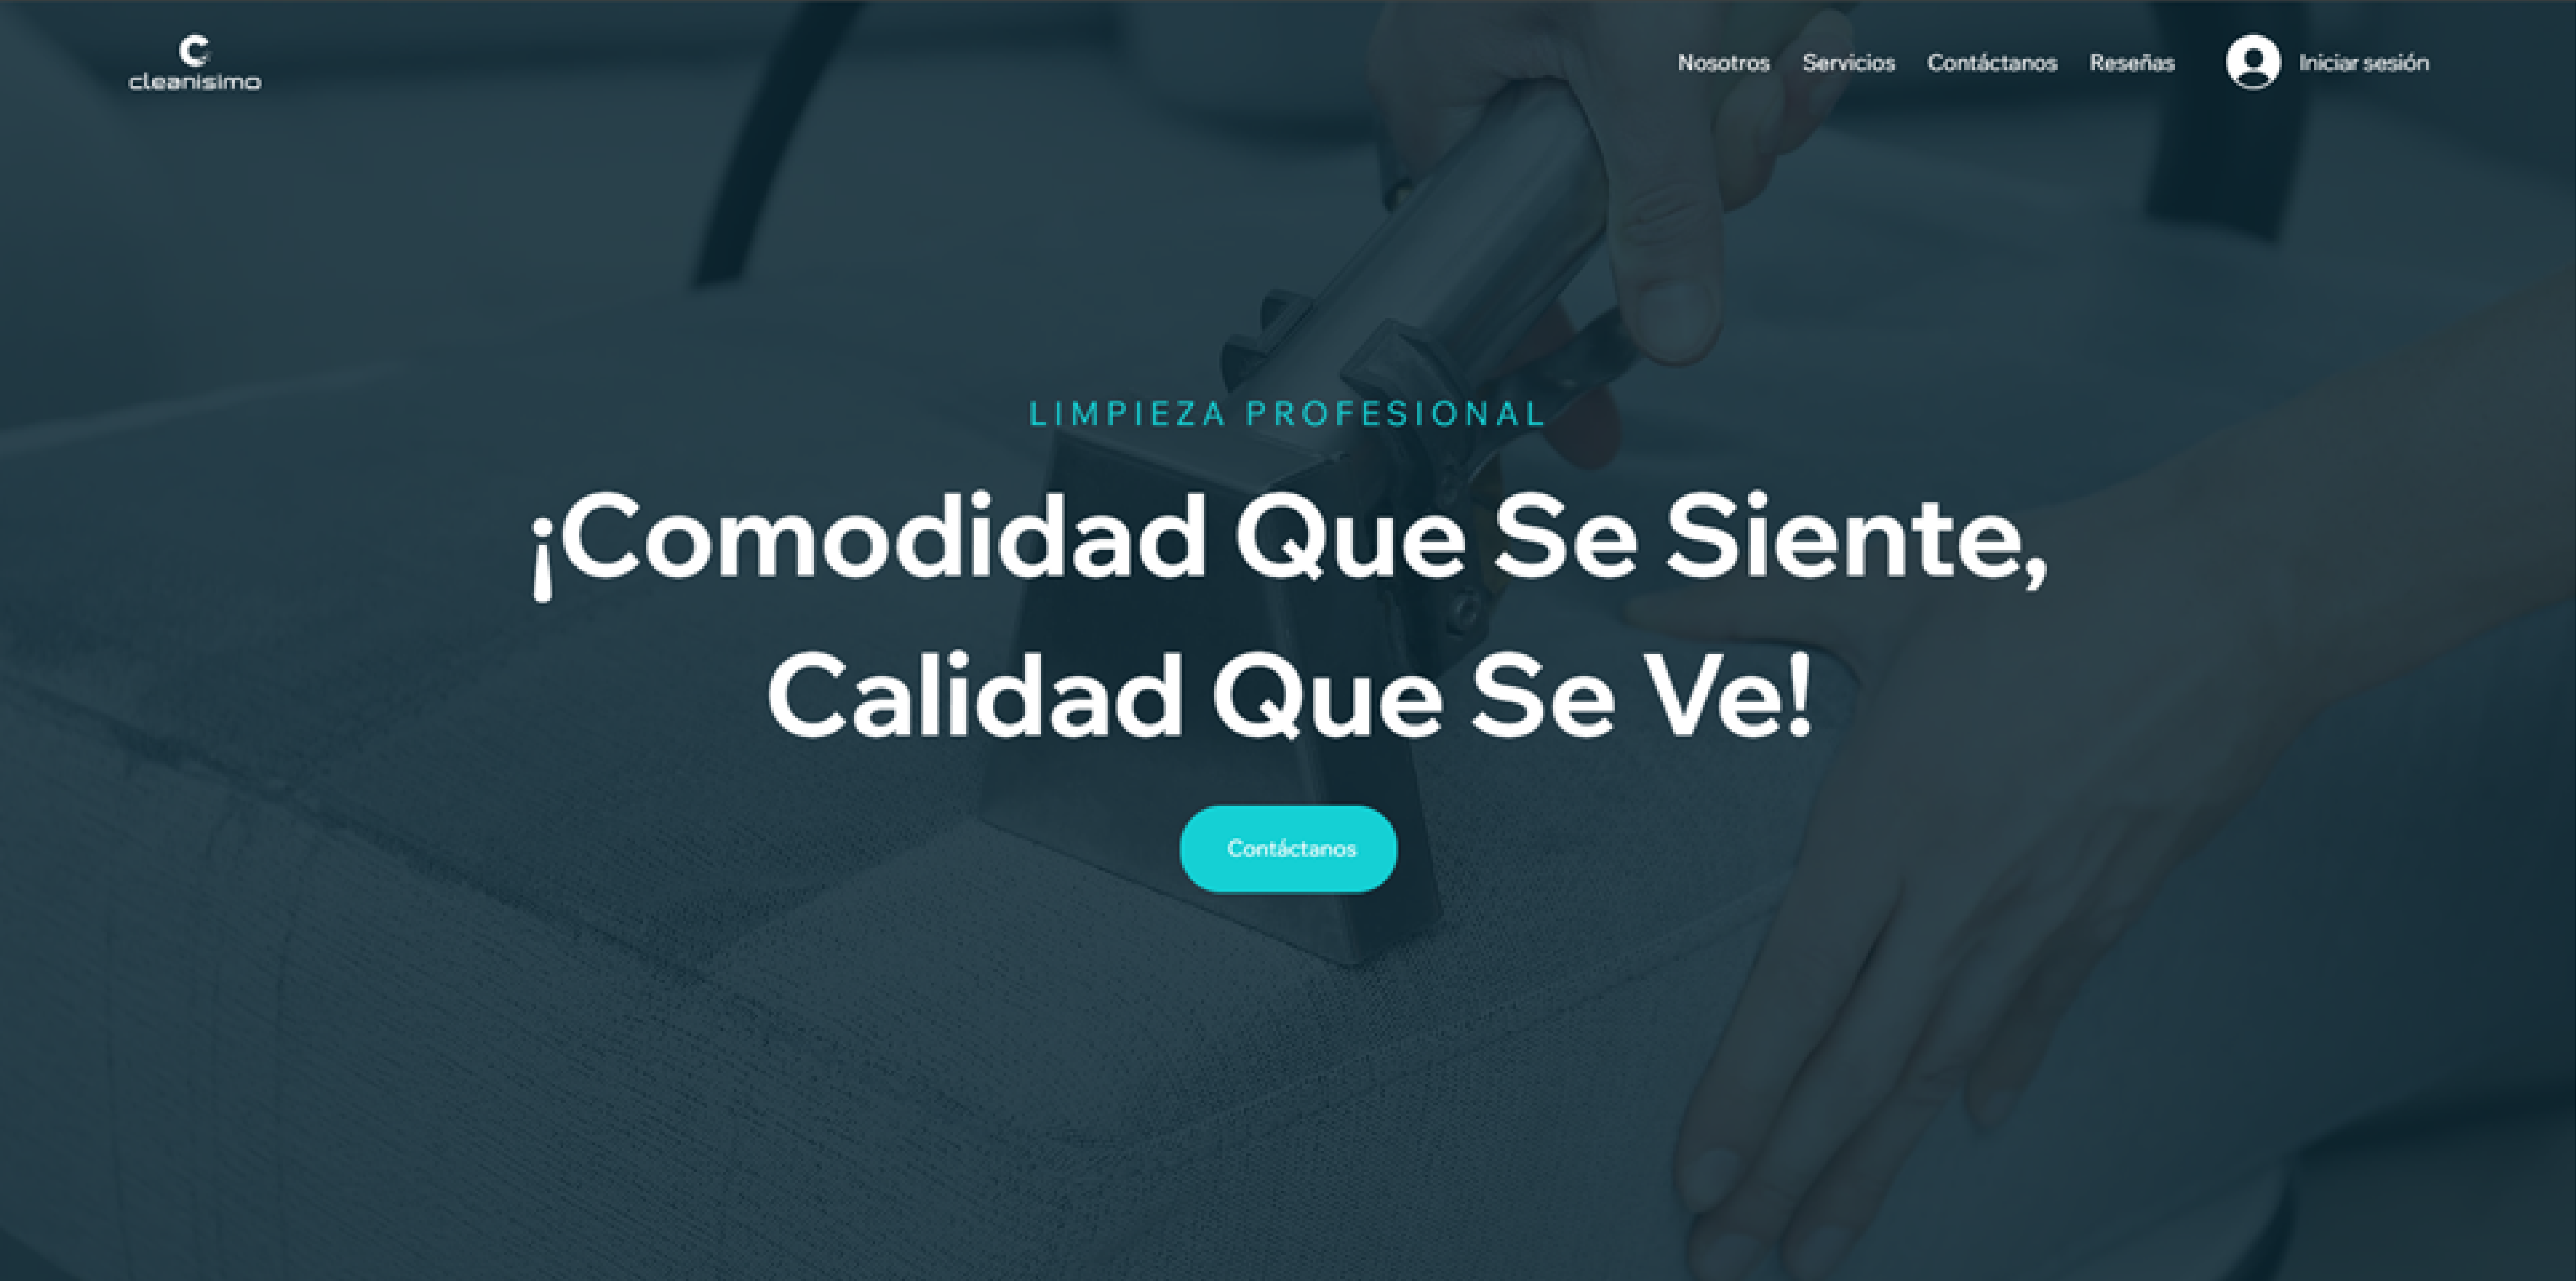 cleanisimo
Nosotros Servicios Contáctanos Reseñas Iniciar sesión
LIMPIEZA PROFESIONAL
¡Comodidad Que Se Siente,
Calidad Que Se Ve!
Contáctanos